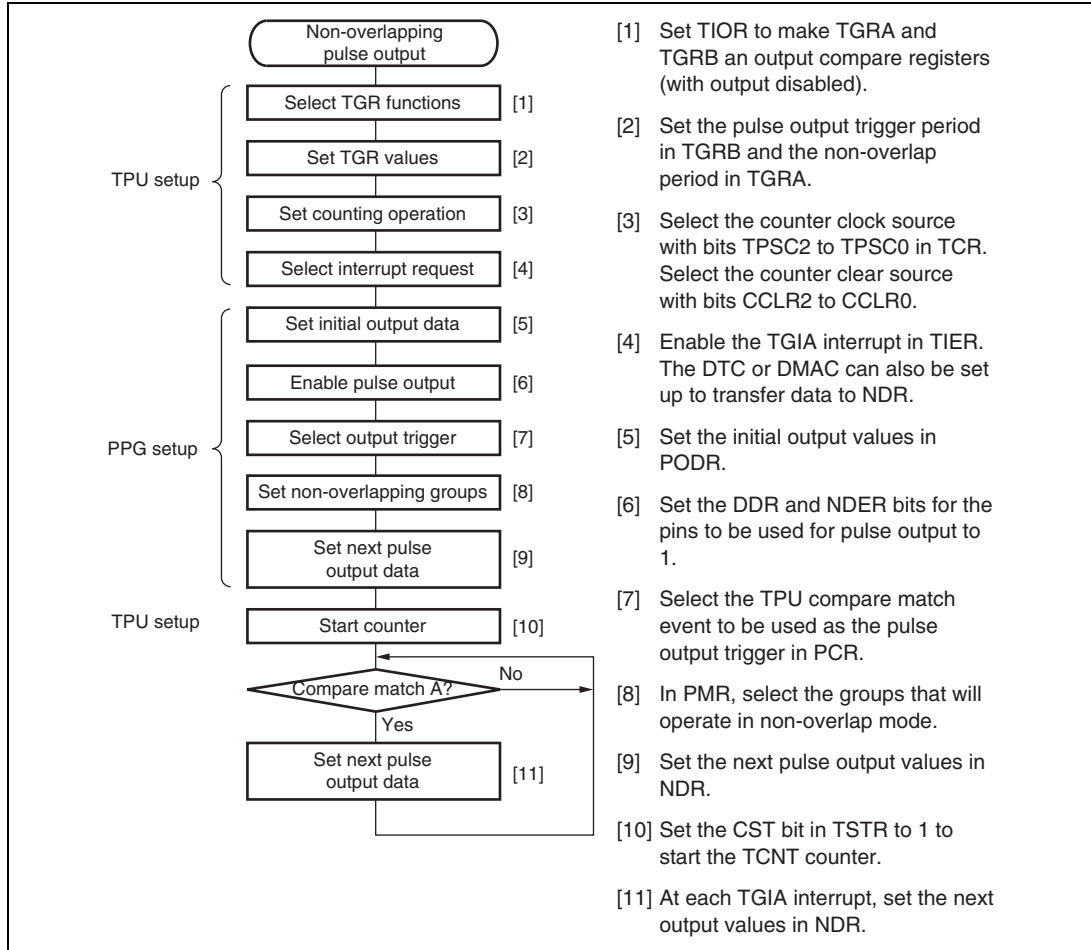 Non-overlapping
pulse output
TPU setup
Select TGR functions [1]
Set TGR values [2]
Set counting operation [3]
Select interrupt request [4]
PPG setup
Set initial output data [5]
Enable pulse output [6]
Select output trigger [7]
Set non-overlapping groups [8]
Set next pulse
output data
[9]
TPU setup
Start counter [10]
Compare match A?
No
Yes
Set next pulse
output data
[11]
[1] Set TIOR to make TGRA and
TGRB an output compare registers
(with output disabled).
[2] Set the pulse output trigger period
in TGRB and the non-overlap
period in TGRA.
[3] Select the counter clock source
with bits TPSC2 to TPSC0 in TCR.
Select the counter clear source
with bits CCLR2 to CCLR0.
[4] Enable the TGIA interrupt in TIER.
The DTC or DMAC can also be set
up to transfer data to NDR.
[5] Set the initial output values in
PODR.
[6] Set the DDR and NDER bits for the
pins to be used for pulse output to
1.
[7] Select the TPU compare match
event to be used as the pulse
output trigger in PCR.
[8] In PMR, select the groups that will
operate in non-overlap mode.
[9] Set the next pulse output values in
NDR.
[10] Set the CST bit in TSTR to 1 to
start the TCNT counter.
[11] At each TGIA interrupt, set the next
output values in NDR.